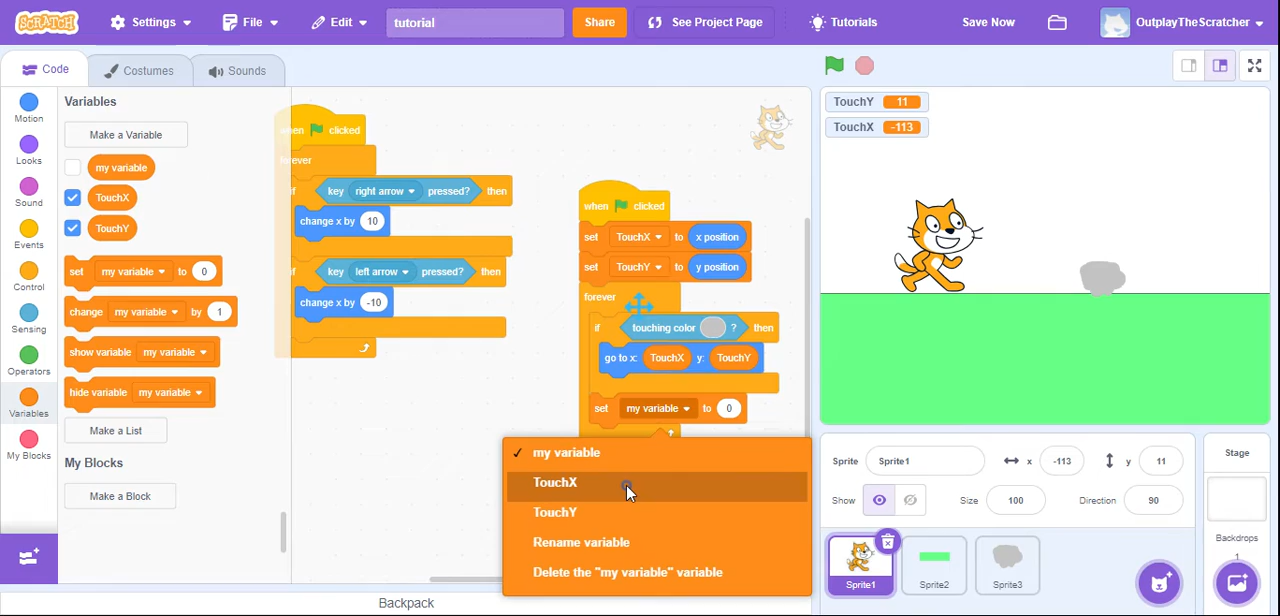 SCRATCH Settings File Edit tutorial Share See Project Page Tutorials Save Now OutplayTheScratcher
Code Costumes Sounds
Motion
Looks
Sound
Events
Control
Sensing
Operators
Variables
My Blocks
Variables
Make a Variable
my variable
TouchX
TouchY
set my variable to 0
change my variable by 1
show variable my variable
hide variable my variable
Make a List
My Blocks
Make a Block
when clicked
forever
if key right arrow pressed? then
change x by 10
if key left arrow pressed? then
change x by -10
when clicked
set TouchX to x position
set TouchY to y position
forever
if touching color ? then
go to x: TouchX y: TouchY
set my variable to 0
✓ my variable
TouchX
TouchY
Rename variable
Delete the "my variable" variable
Backpack
TouchY 11
TouchX -113
Sprite Sprite1 x -113 y 11
Show Size 100 Direction 90
Sprite1 Sprite2 Sprite3
Stage
Backdrops
1